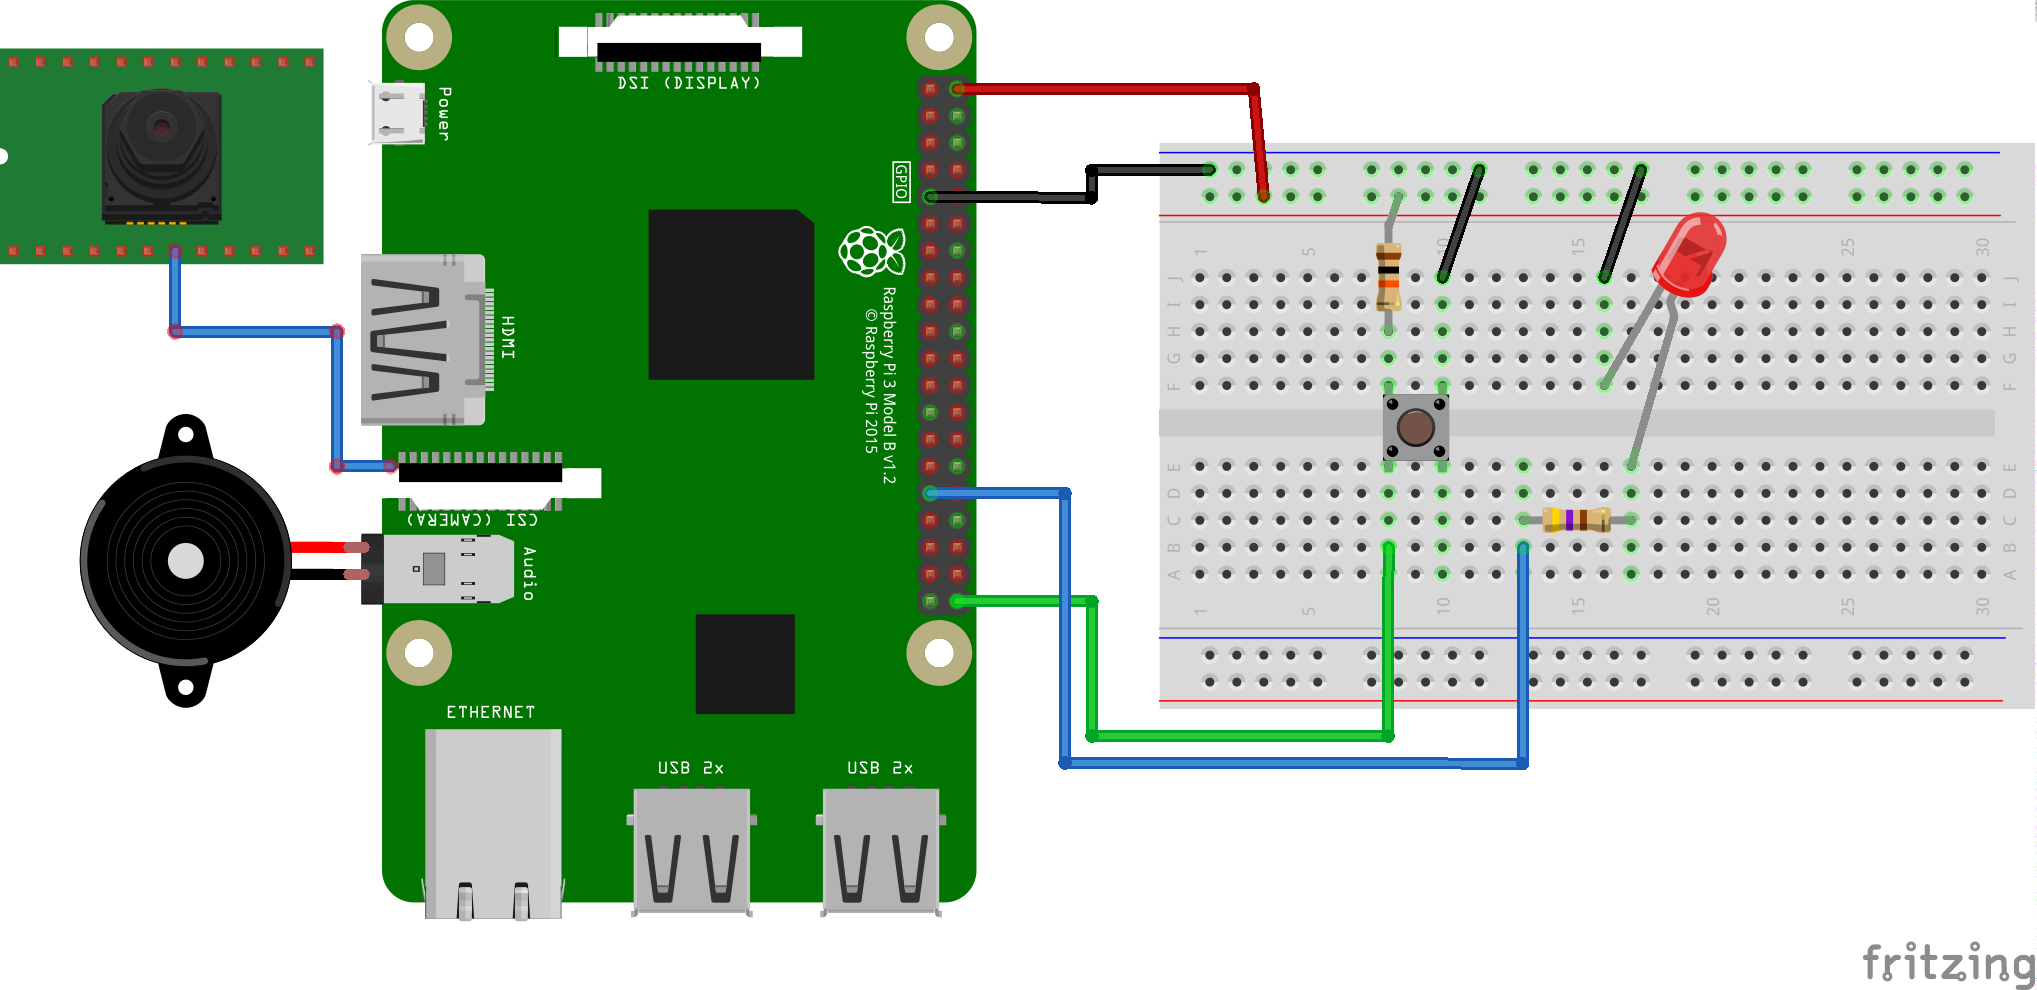 DSI (DISPLAY)
Power
GPIO
HDMI
Raspberry Pi 3 Model B v1.2
© Raspberry Pi 2015
CSI (CAMERA)
Audio
ETHERNET
USB 2x
USB 2x
1 5 10 15 25 30
J J
I I
H H
G G
F F
E E
D D
C C
B B
A A
1 5 10 15 20 25 30
fritzing